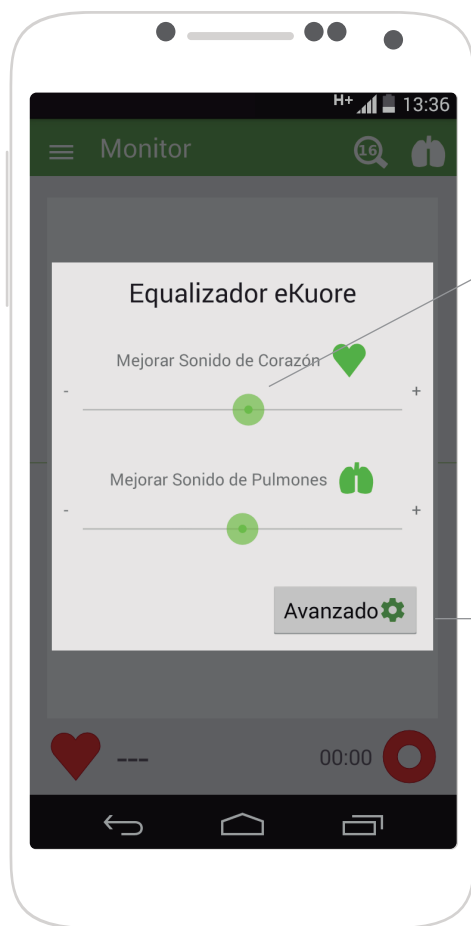 H+ 13:36
Monitor 16
Equalizador eKuore
Mejorar Sonido de Corazón
- +
Mejorar Sonido de Pulmones
- +
Avanzado
--- 00:00